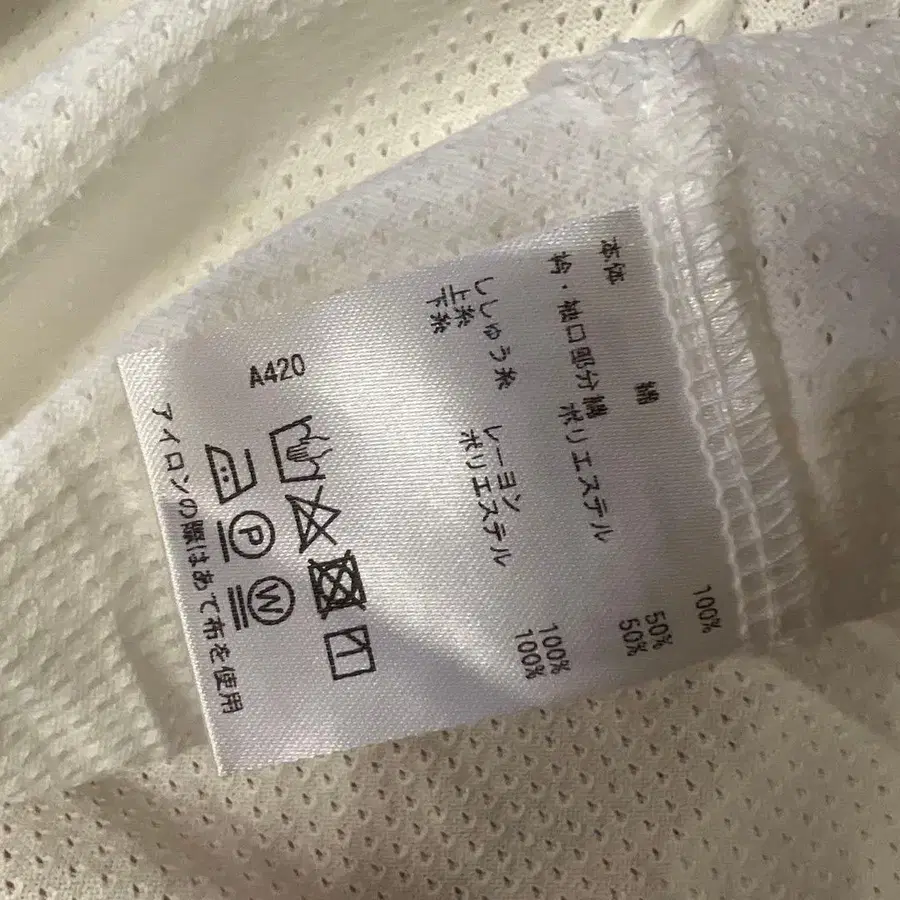 本体 綿 100%
衿・袖口部分 綿 50%
ポリエステル 50%
ししゅう糸
上糸 レーヨン 100%
下糸 ポリエステル 100%
A420
P W
アイロンの際はあて布を使用